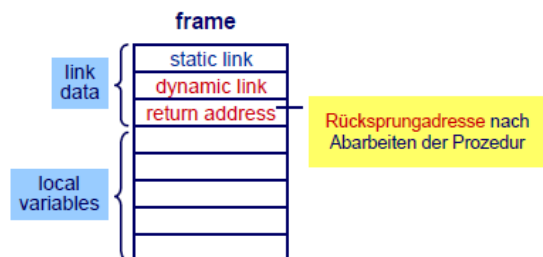 frame
link
data
static link
dynamic link
return address
Rücksprungadresse nach
Abarbeiten der Prozedur
local
variables